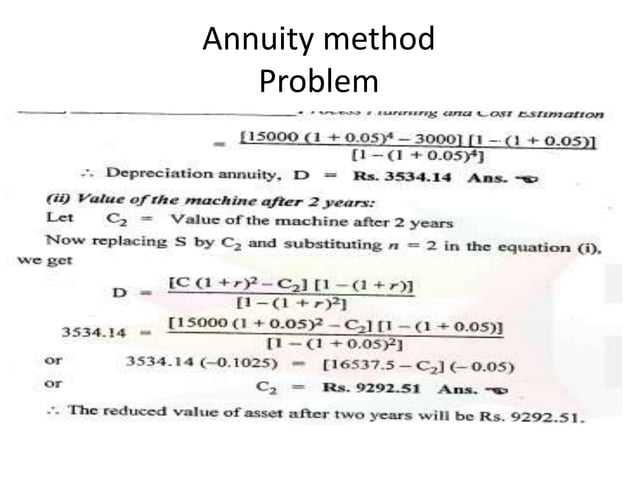 Annuity method
Problem
Process Planning and Cost Estimation
= [15000 (1 + 0.05)⁴ – 3000] [1 – (1 + 0.05)]
[1 – (1 + 0.05)⁴]
∴ Depreciation annuity, D = Rs. 3534.14 Ans.
(ii) Value of the machine after 2 years:
Let C₂ = Value of the machine after 2 years
Now replacing S by C₂ and substituting n = 2 in the equation (i),
we get
D = [C (1 + r)² – C₂] [1 – (1 + r)]
[1 – (1 + r)²]
3534.14 = [15000 (1 + 0.05)² – C₂] [1 – (1 + 0.05)]
[1 – (1 + 0.05)²]
or 3534.14 (–0.1025) = [16537.5 – C₂] (– 0.05)
or C₂ = Rs. 9292.51 Ans.
∴ The reduced value of asset after two years will be Rs. 9292.51.